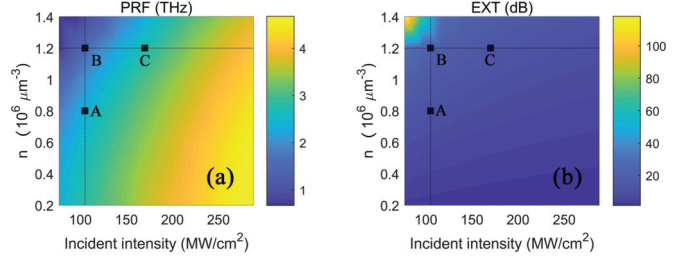 PRF (THz)
1.4
1.2
1
0.8
0.6
0.4
0.2
n (10⁶ μm⁻³)
B
C
A
(a)
100
150
200
250
Incident intensity (MW/cm²)
4
3
2
1
EXT (dB)
1.4
1.2
1
0.8
0.6
0.4
0.2
n (10⁶ μm⁻³)
B
C
A
(b)
100
150
200
250
Incident intensity (MW/cm²)
100
80
60
40
20